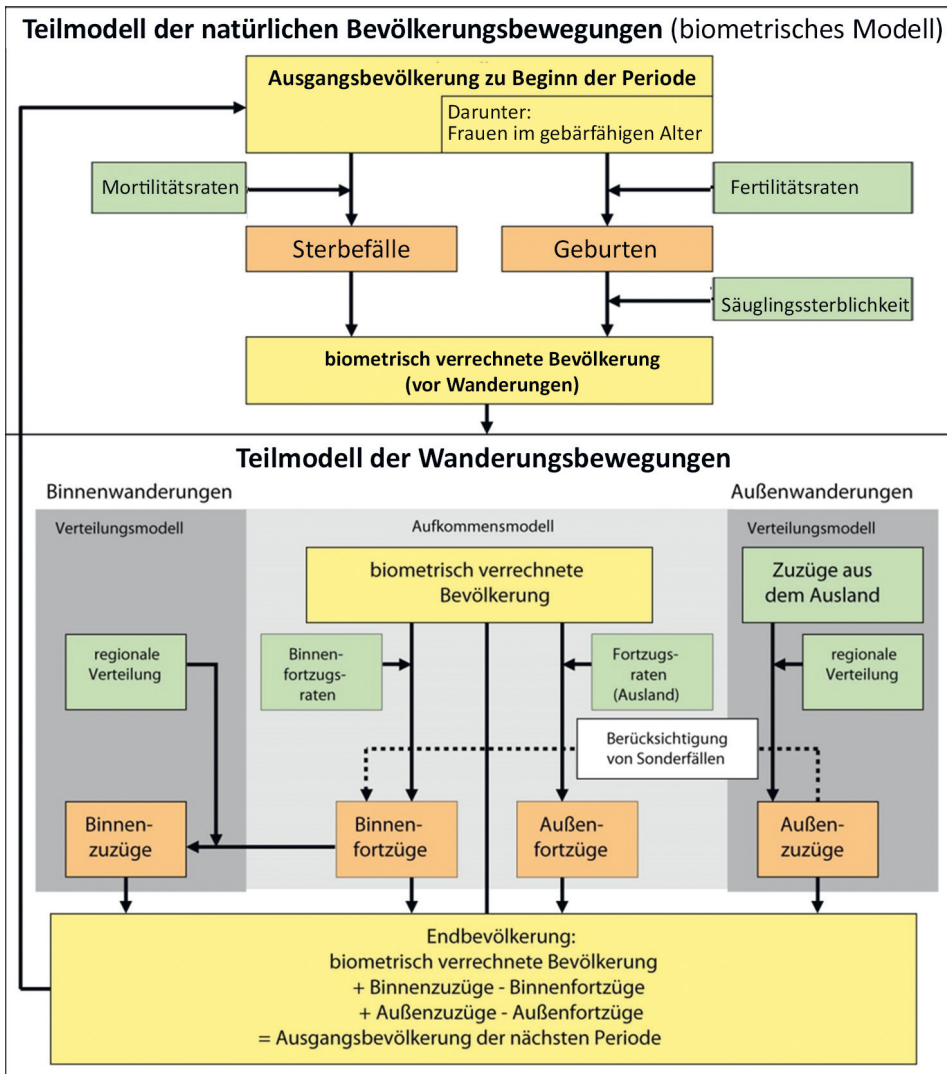 Teilmodell der natürlichen Bevölkerungsbewegungen (biometrisches Modell)
Ausgangsbevölkerung zu Beginn der Periode
Darunter:
Frauen im gebärfähigen Alter
Mortilitätsraten
Fertilitätsraten
Sterbefälle
Geburten
Säuglingssterblichkeit
biometrisch verrechnete Bevölkerung
(vor Wanderungen)
Teilmodell der Wanderungsbewegungen
Binnenwanderungen
Außenwanderungen
Verteilungsmodell
Aufkommensmodell
Verteilungsmodell
biometrisch verrechnete
Bevölkerung
Zuzüge aus
dem Ausland
regionale
Verteilung
Binnen-
fortzugs-
raten
Fortzugs-
raten
(Ausland)
regionale
Verteilung
Berücksichtigung
von Sonderfällen
Binnen-
zuzüge
Binnen-
fortzüge
Außen-
fortzüge
Außen-
zuzüge
Endbevölkerung:
biometrisch verrechnete Bevölkerung
+ Binnenzuzüge - Binnenfortzüge
+ Außenzuzüge - Außenfortzüge
= Ausgangsbevölkerung der nächsten Periode